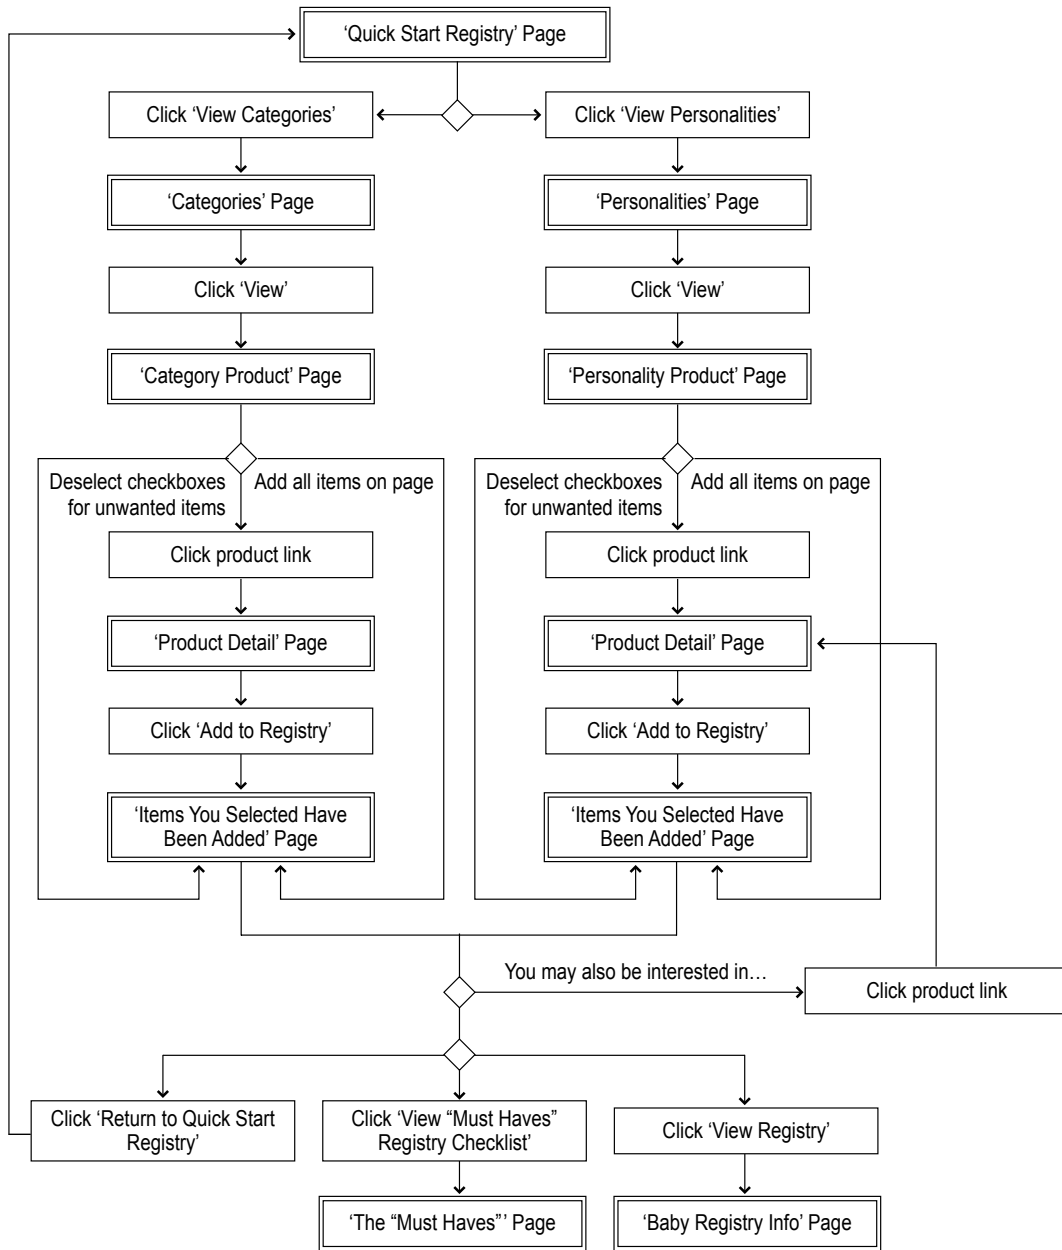 ‘Quick Start Registry’ Page
Click ‘View Categories’
Click ‘View Personalities’
‘Categories’ Page
‘Personalities’ Page
Click ‘View’
Click ‘View’
‘Category Product’ Page
‘Personality Product’ Page
Deselect checkboxes
for unwanted items
Add all items on page
Deselect checkboxes
for unwanted items
Add all items on page
Click product link
Click product link
‘Product Detail’ Page
‘Product Detail’ Page
Click ‘Add to Registry’
Click ‘Add to Registry’
‘Items You Selected Have
Been Added’ Page
‘Items You Selected Have
Been Added’ Page
You may also be interested in…
Click product link
Click ‘Return to Quick Start
Registry’
Click ‘View “Must Haves”
Registry Checklist’
Click ‘View Registry’
‘The “Must Haves”’ Page
‘Baby Registry Info’ Page